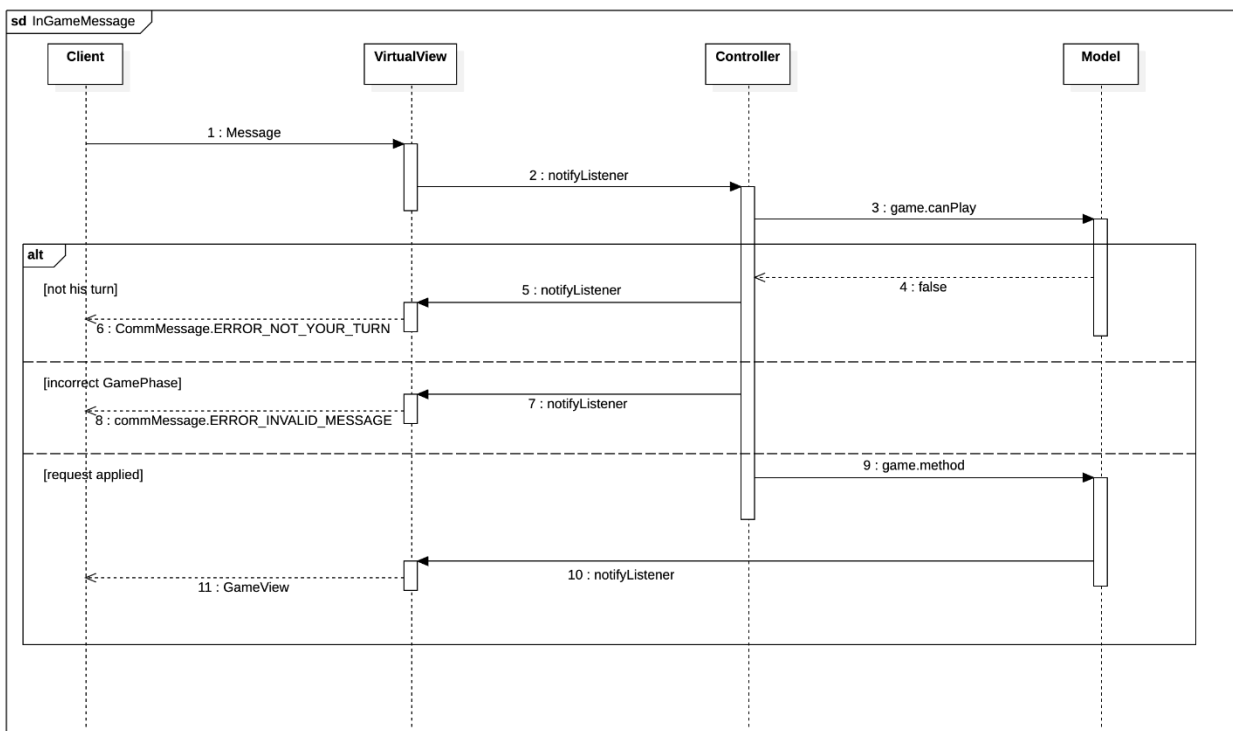 sd InGameMessage
Client
VirtualView
Controller
Model
1 : Message
2 : notifyListener
3 : game.canPlay
alt
4 : false
[not his turn]
5 : notifyListener
6 : CommMessage.ERROR_NOT_YOUR_TURN
[incorrect GamePhase]
7 : notifyListener
8 : commMessage.ERROR_INVALID_MESSAGE
[request applied]
9 : game.method
10 : notifyListener
11 : GameView